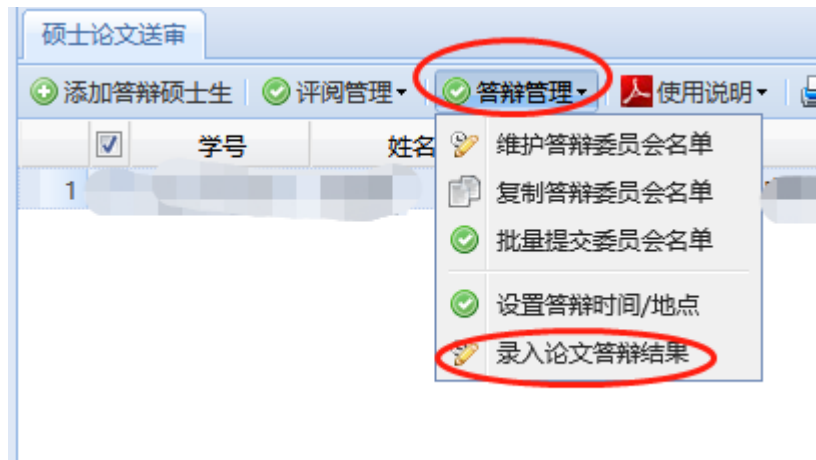 硕士论文送审
添加答辩硕士生 评阅管理 答辩管理 使用说明
学号 姓名
维护答辩委员会名单
1
复制答辩委员会名单
批量提交委员会名单
设置答辩时间/地点
录入论文答辩结果